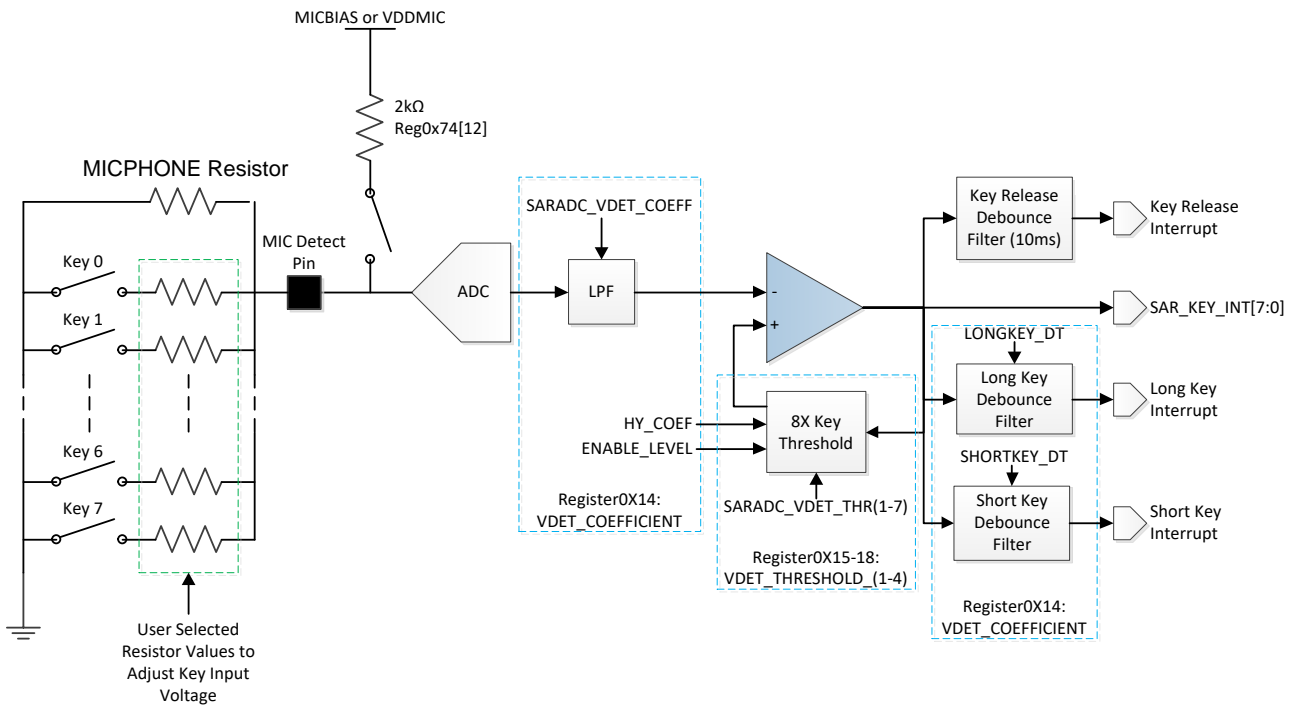 MICBIAS or VDDMIC
2kΩ
Reg0x74[12]
MICPHONE Resistor
MIC Detect
Pin
Key 0
Key 1
Key 6
Key 7
User Selected
Resistor Values to
Adjust Key Input
Voltage
ADC
SARADC_VDET_COEFF
LPF
HY_COEF
ENABLE_LEVEL
Register0X14:
VDET_COEFFICIENT
-
+
8X Key
Threshold
SARADC_VDET_THR(1-7)
Register0X15-18:
VDET_THRESHOLD_(1-4)
Key Release
Debounce
Filter (10ms)
Key Release
Interrupt
SAR_KEY_INT[7:0]
LONGKEY_DT
Long Key
Debounce
Filter
Long Key
Interrupt
SHORTKEY_DT
Short Key
Debounce
Filter
Short Key
Interrupt
Register0X14:
VDET_COEFFICIENT